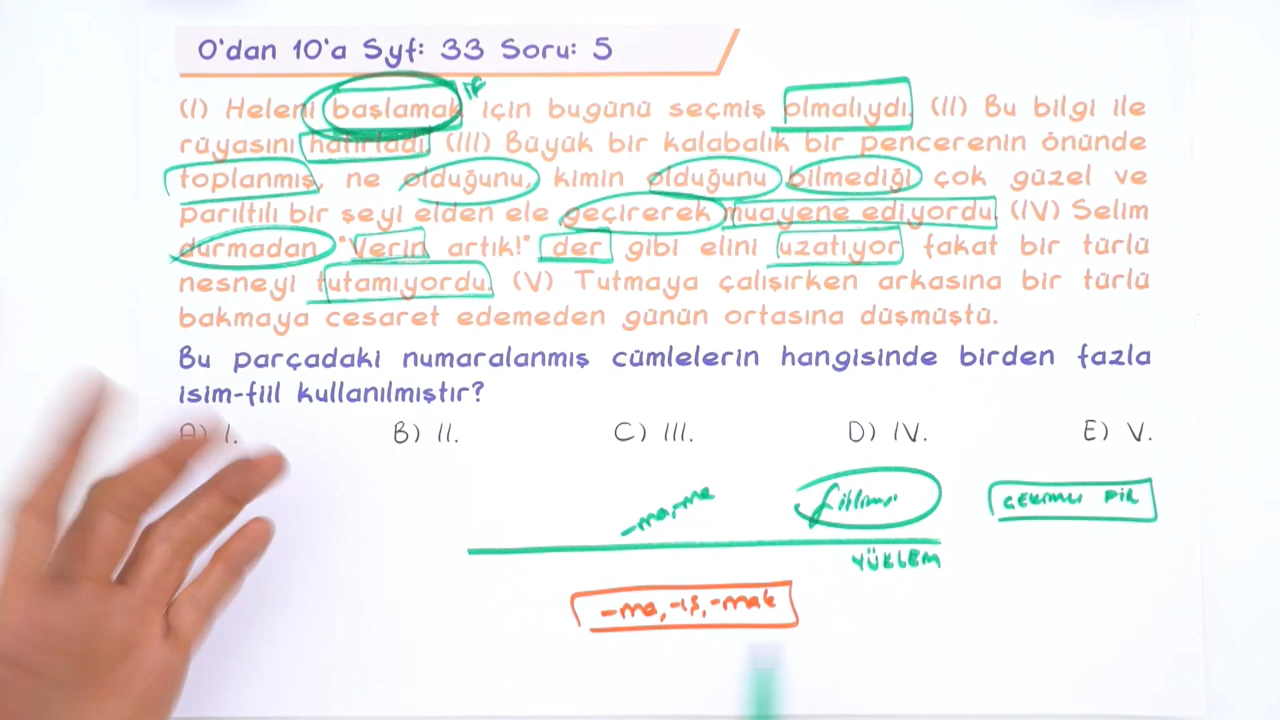 0'dan 10'a Syf: 33 Soru: 5
(I) Heleni başlamak İF için bugünü seçmiş olmalıydı. (II) Bu bilgi ile
rüyasını hatırladı. (III) Büyük bir kalabalık bir pencerenin önünde
toplanmış, ne olduğunu, kimin olduğunu bilmediği çok güzel ve
parıltılı bir şeyi elden ele geçirerek muayene ediyordu. (IV) Selim
durmadan "Verin artık!" der gibi elini uzatıyor fakat bir türlü
nesneyi tutamıyordu. (V) Tutmaya çalışırken arkasına bir türlü
bakmaya cesaret edemeden günün ortasına düşmüştü.
Bu parçadaki numaralanmış cümlelerin hangisinde birden fazla
isim-fiil kullanılmıştır?
A) I. B) II. C) III. D) IV. E) V.
-ma, -me
YÜKLEM
-ma, -ış, -mak